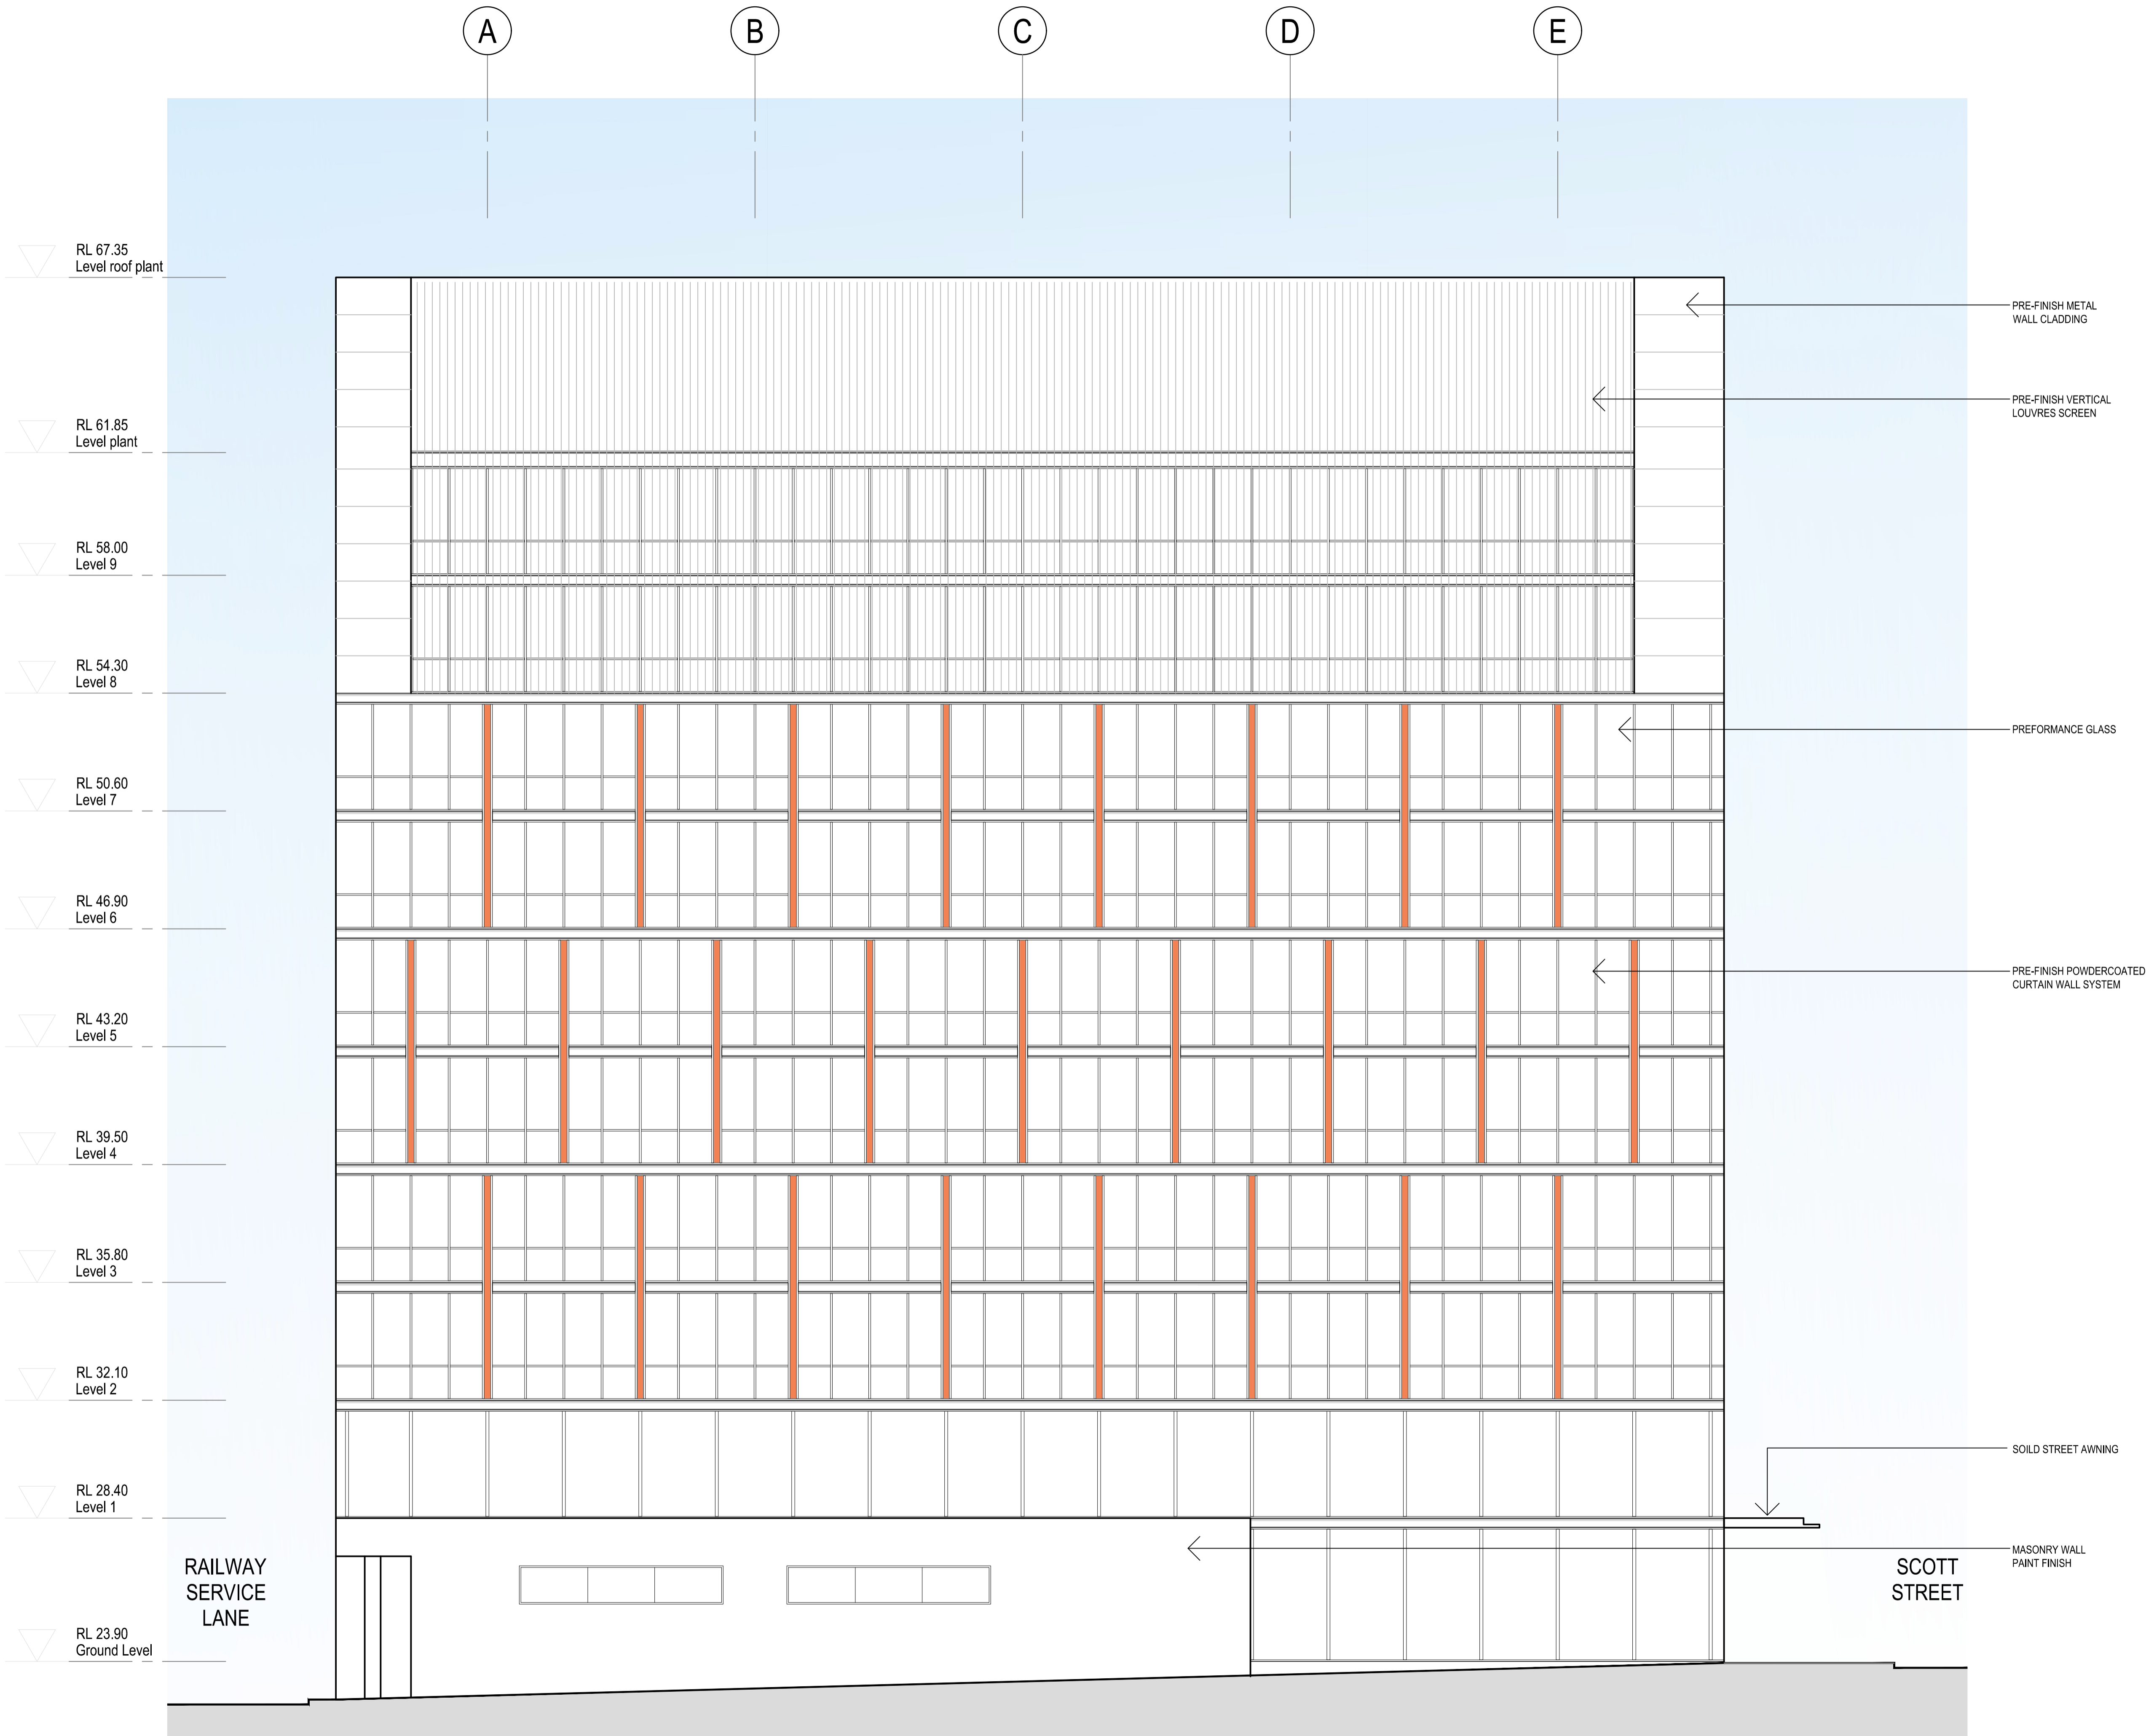 A
B
C
D
E
RL 67.35
Level roof plant
PRE-FINISH METAL
WALL CLADDING
PRE-FINISH VERTICAL
LOUVRES SCREEN
RL 61.85
Level plant
RL 58.00
Level 9
RL 54.30
Level 8
PREFORMANCE GLASS
RL 50.60
Level 7
RL 46.90
Level 6
PRE-FINISH POWDERCOATED
CURTAIN WALL SYSTEM
RL 43.20
Level 5
RL 39.50
Level 4
RL 35.80
Level 3
RL 32.10
Level 2
SOILD STREET AWNING
RL 28.40
Level 1
MASONRY WALL
PAINT FINISH
RAILWAY
SERVICE
LANE
SCOTT
STREET
RL 23.90
Ground Level